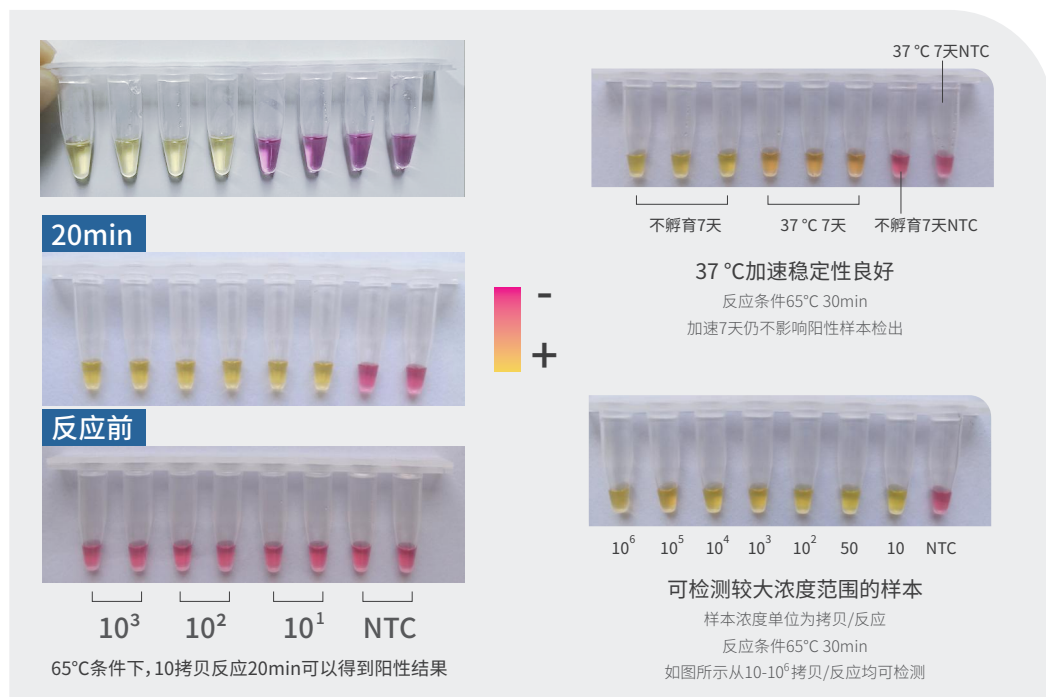 20min
反应前
10³
10²
10¹
NTC
65℃条件下，10拷贝反应20min可以得到阳性结果
-
+
37 ℃ 7天NTC
不孵育7天
37 ℃ 7天
不孵育7天NTC
37 ℃加速稳定性良好
反应条件65℃ 30min
加速7天仍不影响阳性样本检出
10⁶
10⁵
10⁴
10³
10²
50
10
NTC
可检测较大浓度范围的样本
样本浓度单位为拷贝/反应
反应条件65℃ 30min
如图所示从10-10⁶拷贝/反应均可检测